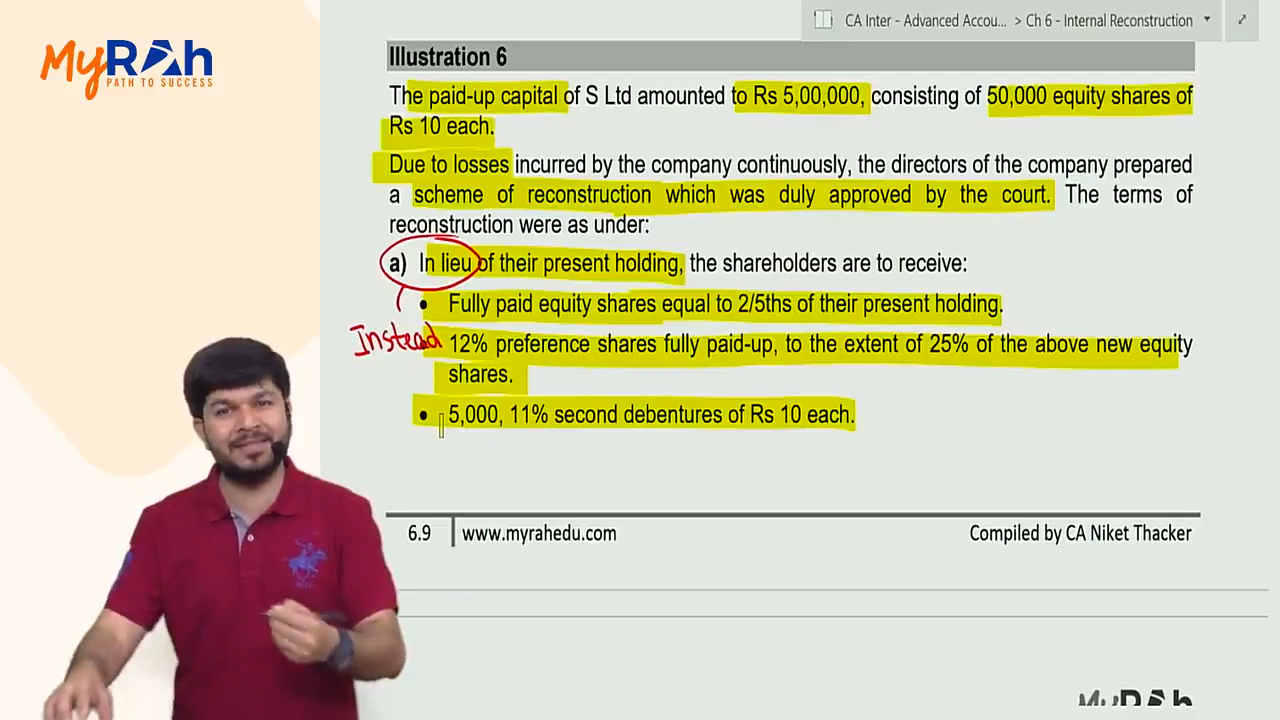 MyRAh
PATH TO SUCCESS
CA Inter - Advanced Accou... > Ch 6 - Internal Reconstruction
Illustration 6
The paid-up capital of S Ltd amounted to Rs 5,00,000, consisting of 50,000 equity shares of
Rs 10 each.
Due to losses incurred by the company continuously, the directors of the company prepared
a scheme of reconstruction which was duly approved by the court. The terms of
reconstruction were as under:
a) In lieu of their present holding, the shareholders are to receive:
• Fully paid equity shares equal to 2/5ths of their present holding.
Instead 12% preference shares fully paid-up, to the extent of 25% of the above new equity
shares.
• 5,000, 11% second debentures of Rs 10 each.
6.9 www.myrahedu.com Compiled by CA Niket Thacker
MyRAh